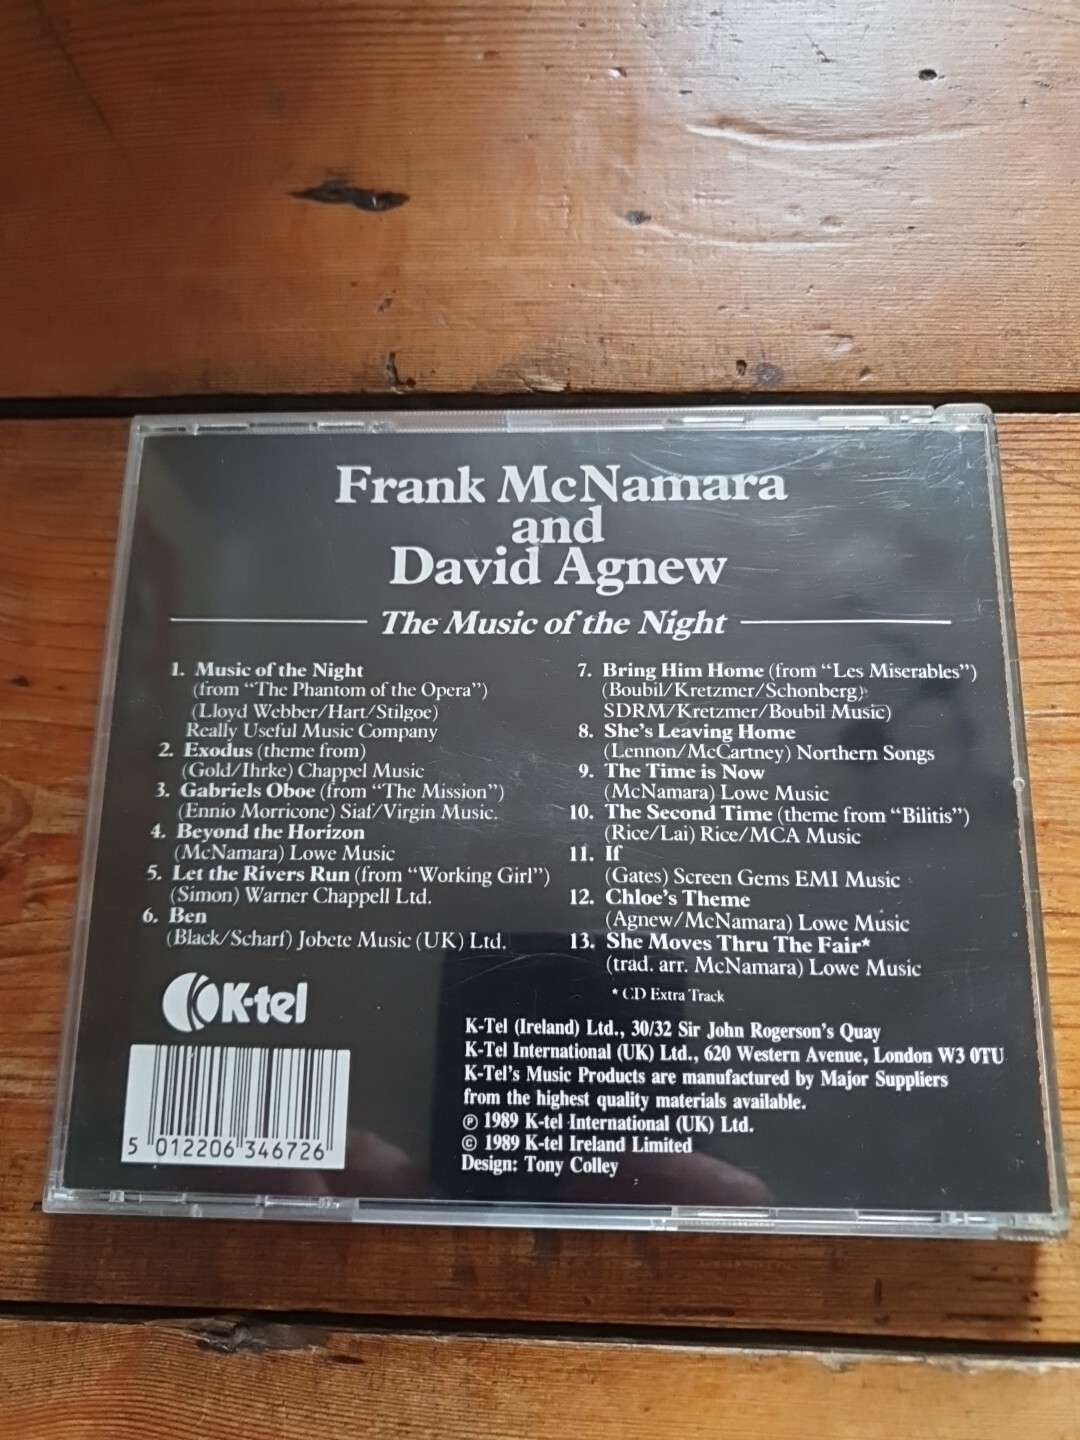 Frank McNamara
and
David Agnew
The Music of the Night
1. Music of the Night
(from "The Phantom of the Opera")
(Lloyd Webber/Hart/Stilgoe)
Really Useful Music Company
2. Exodus (theme from)
(Gold/Ihrke) Chappel Music
3. Gabriels Oboe (from "The Mission")
(Ennio Morricone) Siaf/Virgin Music.
4. Beyond the Horizon
(McNamara) Lowe Music
5. Let the Rivers Run (from "Working Girl")
(Simon) Warner Chappell Ltd.
6. Ben
(Black/Scharf) Jobete Music (UK) Ltd.
7. Bring Him Home (from "Les Miserables")
(Boubil/Kretzmer/Schonberg)
SDRM/Kretzmer/Boubil Music)
8. She's Leaving Home
(Lennon/McCartney) Northern Songs
9. The Time is Now
(McNamara) Lowe Music
10. The Second Time (theme from "Bilitis")
(Rice/Lai) Rice/MCA Music
11. If
(Gates) Screen Gems EMI Music
12. Chloe's Theme
(Agnew/McNamara) Lowe Music
13. She Moves Thru The Fair*
(trad. arr. McNamara) Lowe Music
* CD Extra Track
K-tel
5 012206 346726
K-Tel (Ireland) Ltd., 30/32 Sir John Rogerson's Quay
K-Tel International (UK) Ltd., 620 Western Avenue, London W3 0TU
K-Tel's Music Products are manufactured by Major Suppliers
from the highest quality materials available.
℗ 1989 K-tel International (UK) Ltd.
© 1989 K-tel Ireland Limited
Design: Tony Colley